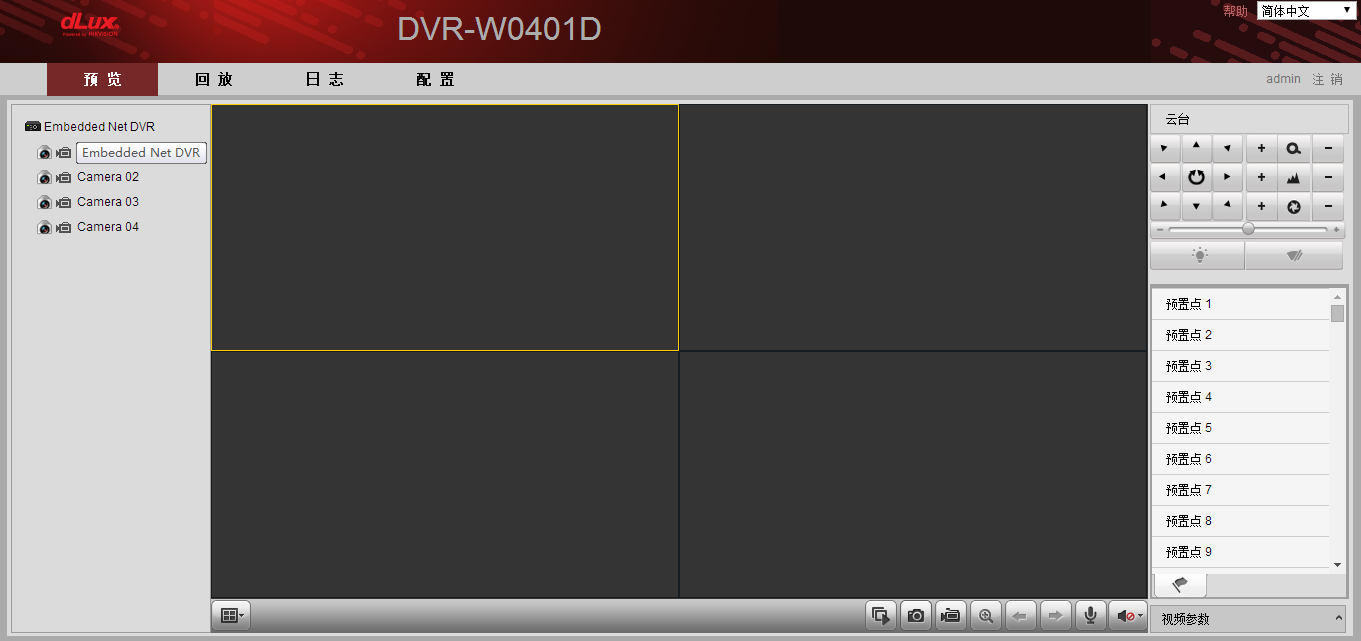 dLux
Powered by HIKVISION
DVR-W0401D
帮助 简体中文
预览 回放 日志 配置
admin 注销
Embedded Net DVR
Embedded Net DVR
Camera 02
Camera 03
Camera 04
云台
预置点 1
预置点 2
预置点 3
预置点 4
预置点 5
预置点 6
预置点 7
预置点 8
预置点 9
视频参数